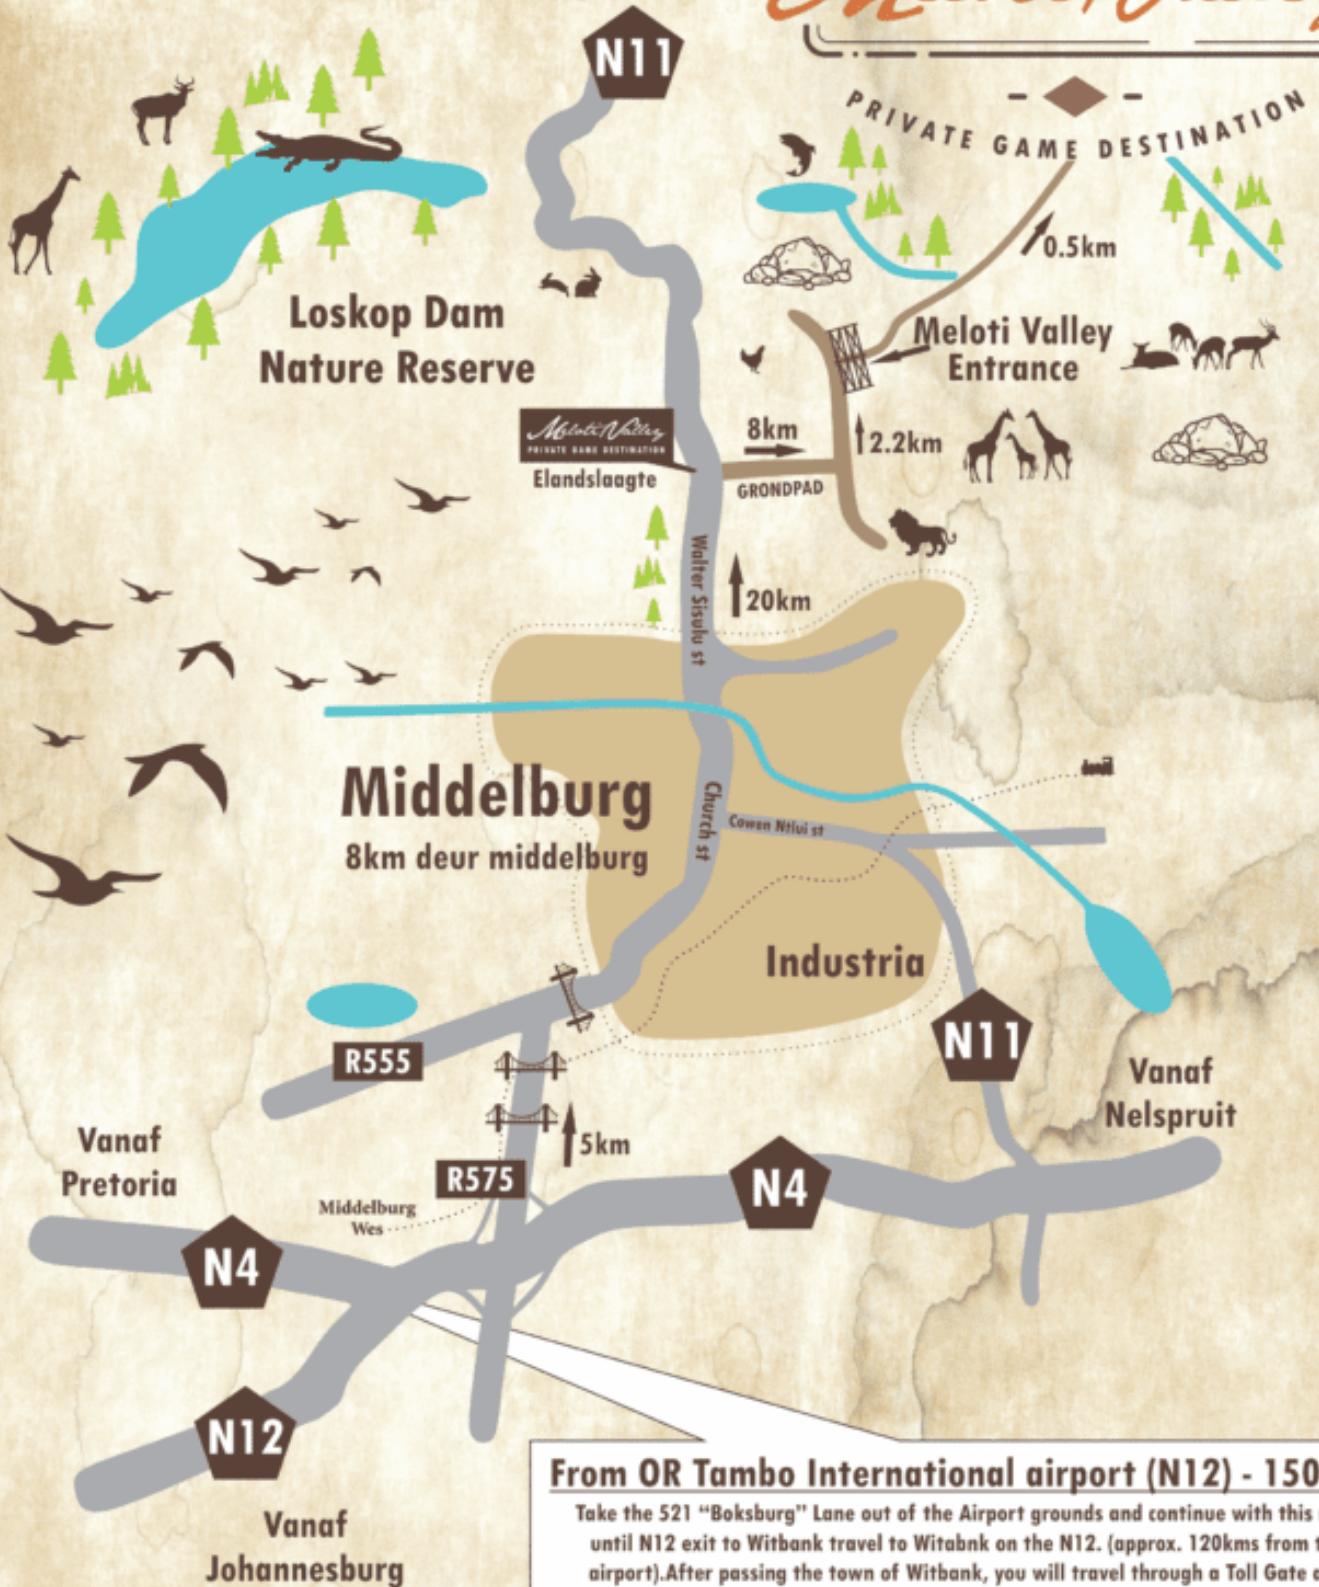 N11
PRIVATE GAME DESTINATION
0.5km
Loskop Dam
Nature Reserve
Meloti Valley
Entrance
Meloti Valley
PRIVATE GAME DESTINATION
Elandslaagte
8km
GRONDPAD
2.2km
Walter Sisulu st
20km
Middelburg
8km deur middelburg
Church st
Cowen Ntlui st
Industria
R555
N11
Vanaf
Nelspruit
5km
R575
Middelburg
Wes
Vanaf
Pretoria
N4
N4
N12
Vanaf
Johannesburg
From OR Tambo International airport (N12) - 150
Take the 521 “Boksburg” Lane out of the Airport grounds and continue with this
until N12 exit to Witbank travel to Witabnk on the N12. (approx. 120kms from
airport).After passing the town of Witbank, you will travel through a Toll Gate